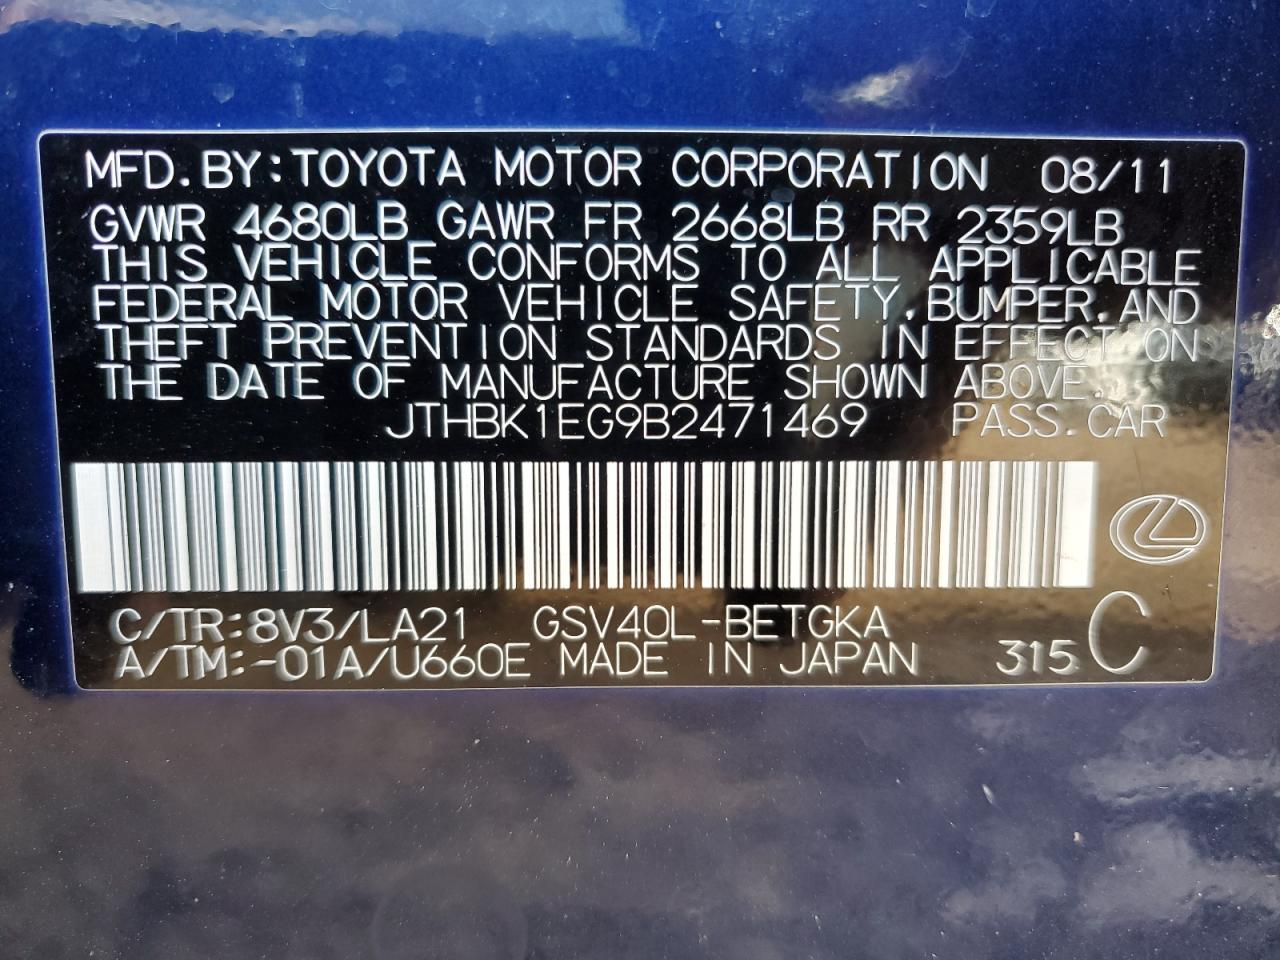 MFD.BY:TOYOTA MOTOR CORPORATION 08/11
GVWR 4680LB GAWR FR 2668LB RR 2359LB
THIS VEHICLE CONFORMS TO ALL APPLICABLE
FEDERAL MOTOR VEHICLE SAFETY,BUMPER,AND
THEFT PREVENTION STANDARDS IN EFFECT ON
THE DATE OF MANUFACTURE SHOWN ABOVE.
JTHBK1EG9B2471469 PASS.CAR
C/TR:8V3/LA21 GSV40L-BETGKA
A/TM:-01A/U660E MADE IN JAPAN 315 C